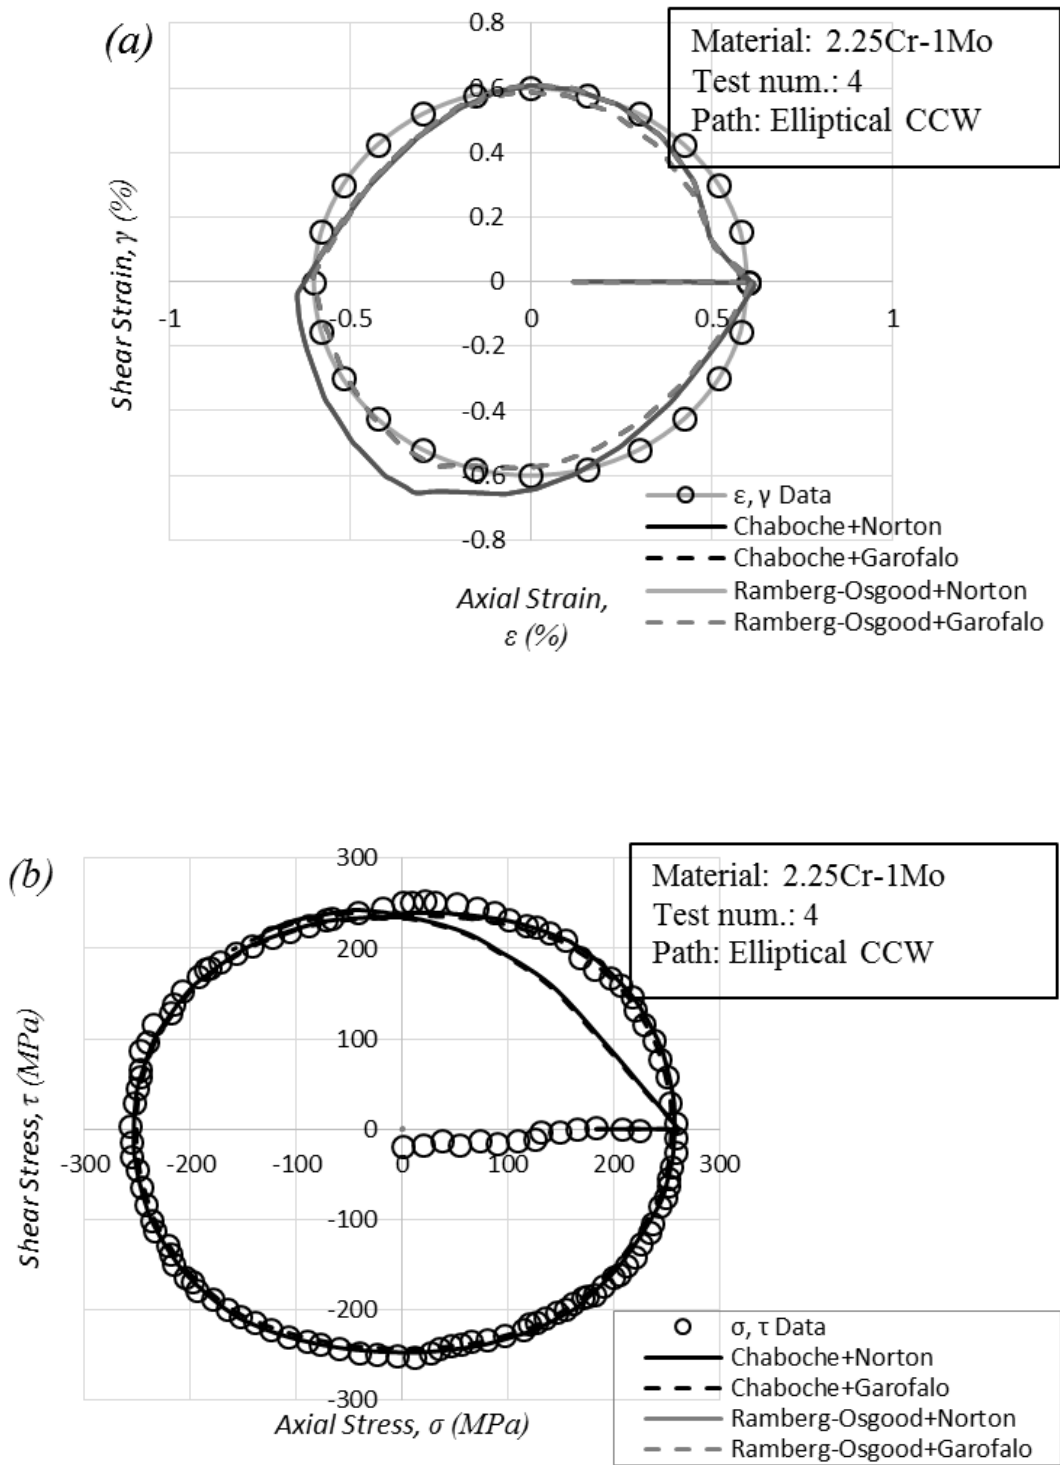 (a)
0.8
Material: 2.25Cr-1Mo
Test num.: 4
Path: Elliptical CCW
0.6
0.4
0.2
0
-1
-0.5
0
0.5
1
-0.2
-0.4
-0.6
-0.8
Shear Strain, γ (%)
ε, γ Data
Chaboche+Norton
Chaboche+Garofalo
Ramberg-Osgood+Norton
Ramberg-Osgood+Garofalo
Axial Strain,
ε (%)
(b)
300
Material: 2.25Cr-1Mo
Test num.: 4
Path: Elliptical CCW
200
100
0
-300
-200
-100
0
100
200
300
-100
-200
-300
Shear Stress, τ (MPa)
Axial Stress, σ (MPa)
σ, τ Data
Chaboche+Norton
Chaboche+Garofalo
Ramberg-Osgood+Norton
Ramberg-Osgood+Garofalo